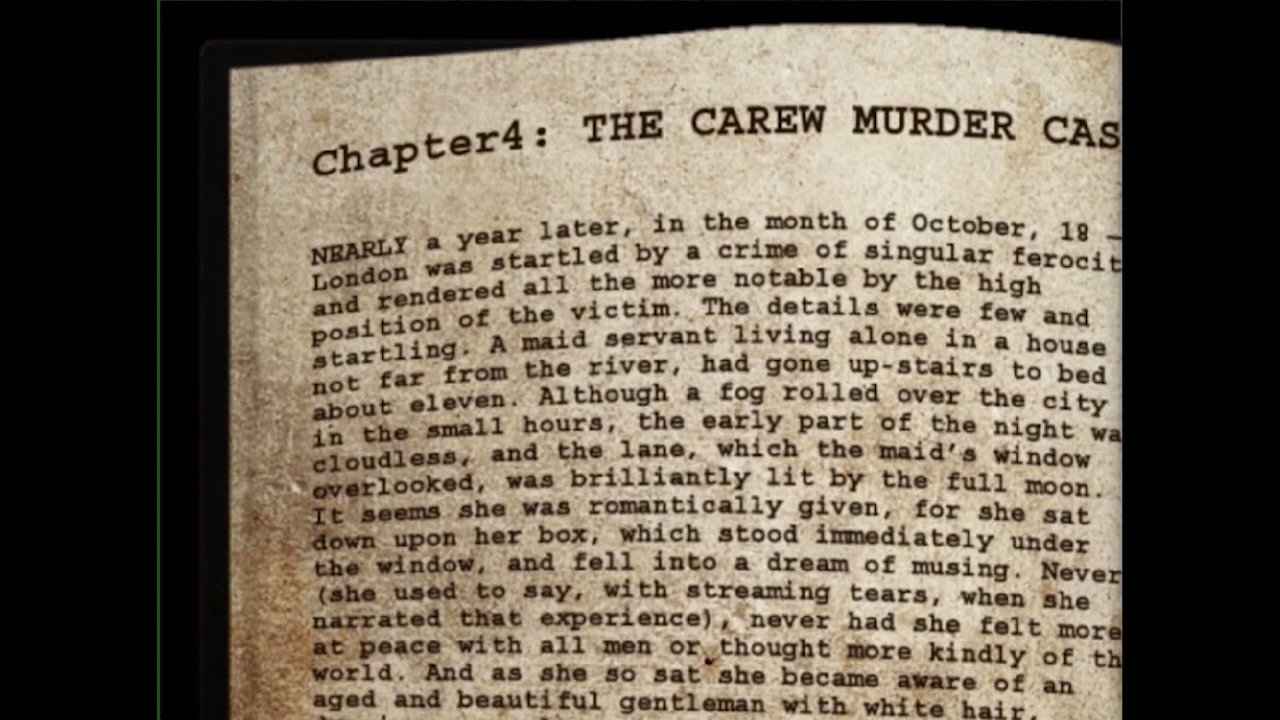 Chapter4: THE CAREW MURDER CAS
NEARLY a year later, in the month of October, 18 —
London was startled by a crime of singular ferocit
and rendered all the more notable by the high
position of the victim. The details were few and
startling. A maid servant living alone in a house
not far from the river, had gone up-stairs to bed
about eleven. Although a fog rolled over the city
in the small hours, the early part of the night wa
cloudless, and the lane, which the maid's window
overlooked, was brilliantly lit by the full moon.
It seems she was romantically given, for she sat
down upon her box, which stood immediately under
the window, and fell into a dream of musing. Never
(she used to say, with streaming tears, when she
narrated that experience), never had she felt more
at peace with all men or thought more kindly of th
world. And as she so sat she became aware of an
aged and beautiful gentleman with white hair,